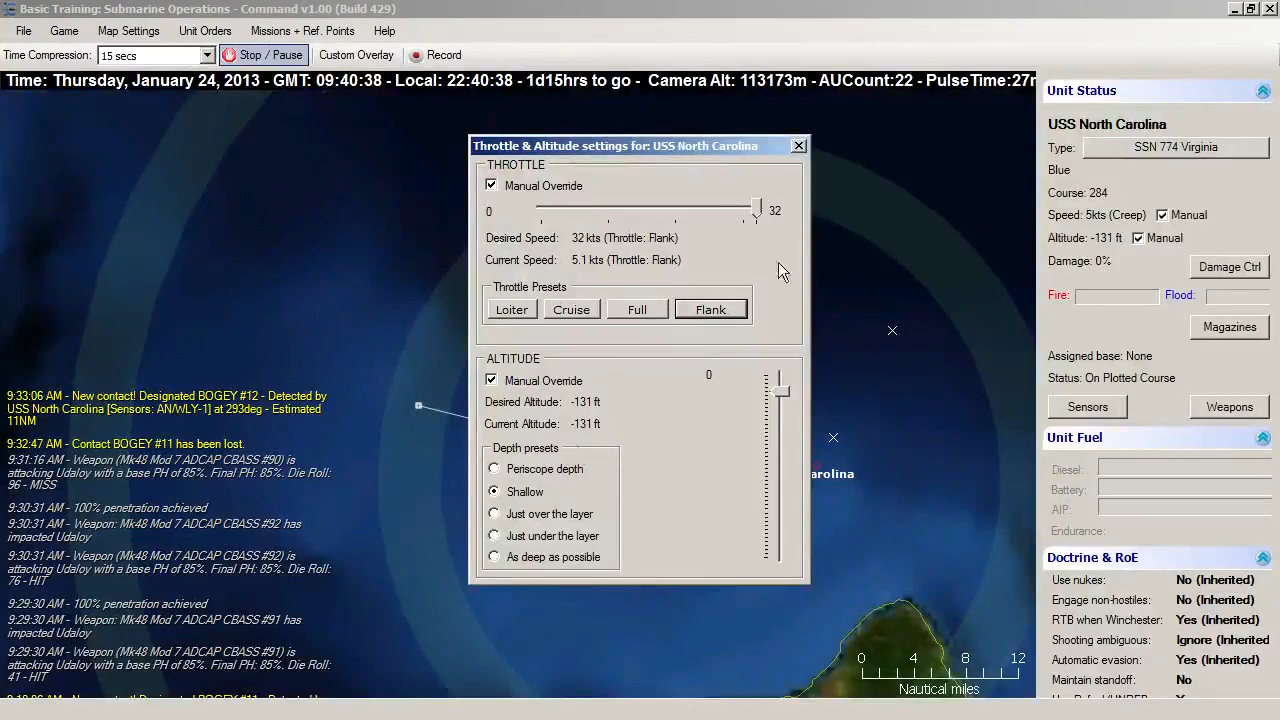 Basic Training: Submarine Operations - Command v1.00 (Build 429)
File Game Map Settings Unit Orders Missions + Ref. Points Help
Time Compression: 15 secs Stop / Pause Custom Overlay Record
Time: Thursday, January 24, 2013 - GMT: 09:40:38 - Local: 22:40:38 - 1d15hrs to go - Camera Alt: 113173m - AUCount:22 - PulseTime:27m
9:33:06 AM - New contact! Designated BOGEY #12 - Detected by
USS North Carolina [Sensors: AN/WLY-1] at 293deg - Estimated
11NM
9:32:47 AM - Contact BOGEY #11 has been lost.
9:31:16 AM - Weapon (Mk48 Mod 7 ADCAP CBASS #90) is
attacking Udaloy with a base PH of 85%. Final PH: 85%. Die Roll:
96 - MISS
9:30:31 AM - 100% penetration achieved
9:30:31 AM - Weapon: Mk48 Mod 7 ADCAP CBASS #92 has
impacted Udaloy
9:30:31 AM - Weapon (Mk48 Mod 7 ADCAP CBASS #92) is
attacking Udaloy with a base PH of 85%. Final PH: 85%. Die Roll:
76 - HIT
9:29:30 AM - 100% penetration achieved
9:29:30 AM - Weapon: Mk48 Mod 7 ADCAP CBASS #91 has
impacted Udaloy
9:29:30 AM - Weapon (Mk48 Mod 7 ADCAP CBASS #91) is
attacking Udaloy with a base PH of 85%. Final PH: 85%. Die Roll:
41 - HIT
Throttle & Altitude settings for: USS North Carolina
THROTTLE
Manual Override
0 32
Desired Speed: 32 kts (Throttle: Flank)
Current Speed: 5.1 kts (Throttle: Flank)
Throttle Presets
Loiter Cruise Full Flank
ALTITUDE
Manual Override 0
Desired Altitude: -131 ft
Current Altitude: -131 ft
Depth presets
Periscope depth
Shallow
Just over the layer
Just under the layer
As deep as possible
arolina
0 4 8 12
Nautical miles
Unit Status
USS North Carolina
Type: SSN 774 Virginia
Blue
Course: 284
Speed: 5kts (Creep) Manual
Altitude: -131 ft Manual
Damage: 0% Damage Ctrl
Fire: Flood:
Magazines
Assigned base: None
Status: On Plotted Course
Sensors Weapons
Unit Fuel
Diesel:
Battery:
AIP:
Endurance:
Doctrine & RoE
Use nukes: No (Inherited)
Engage non-hostiles: No (Inherited)
RTB when Winchester: Yes (Inherited)
Shooting ambiguous: Ignore (Inherited
Automatic evasion: Yes (Inherited)
Maintain standoff: No